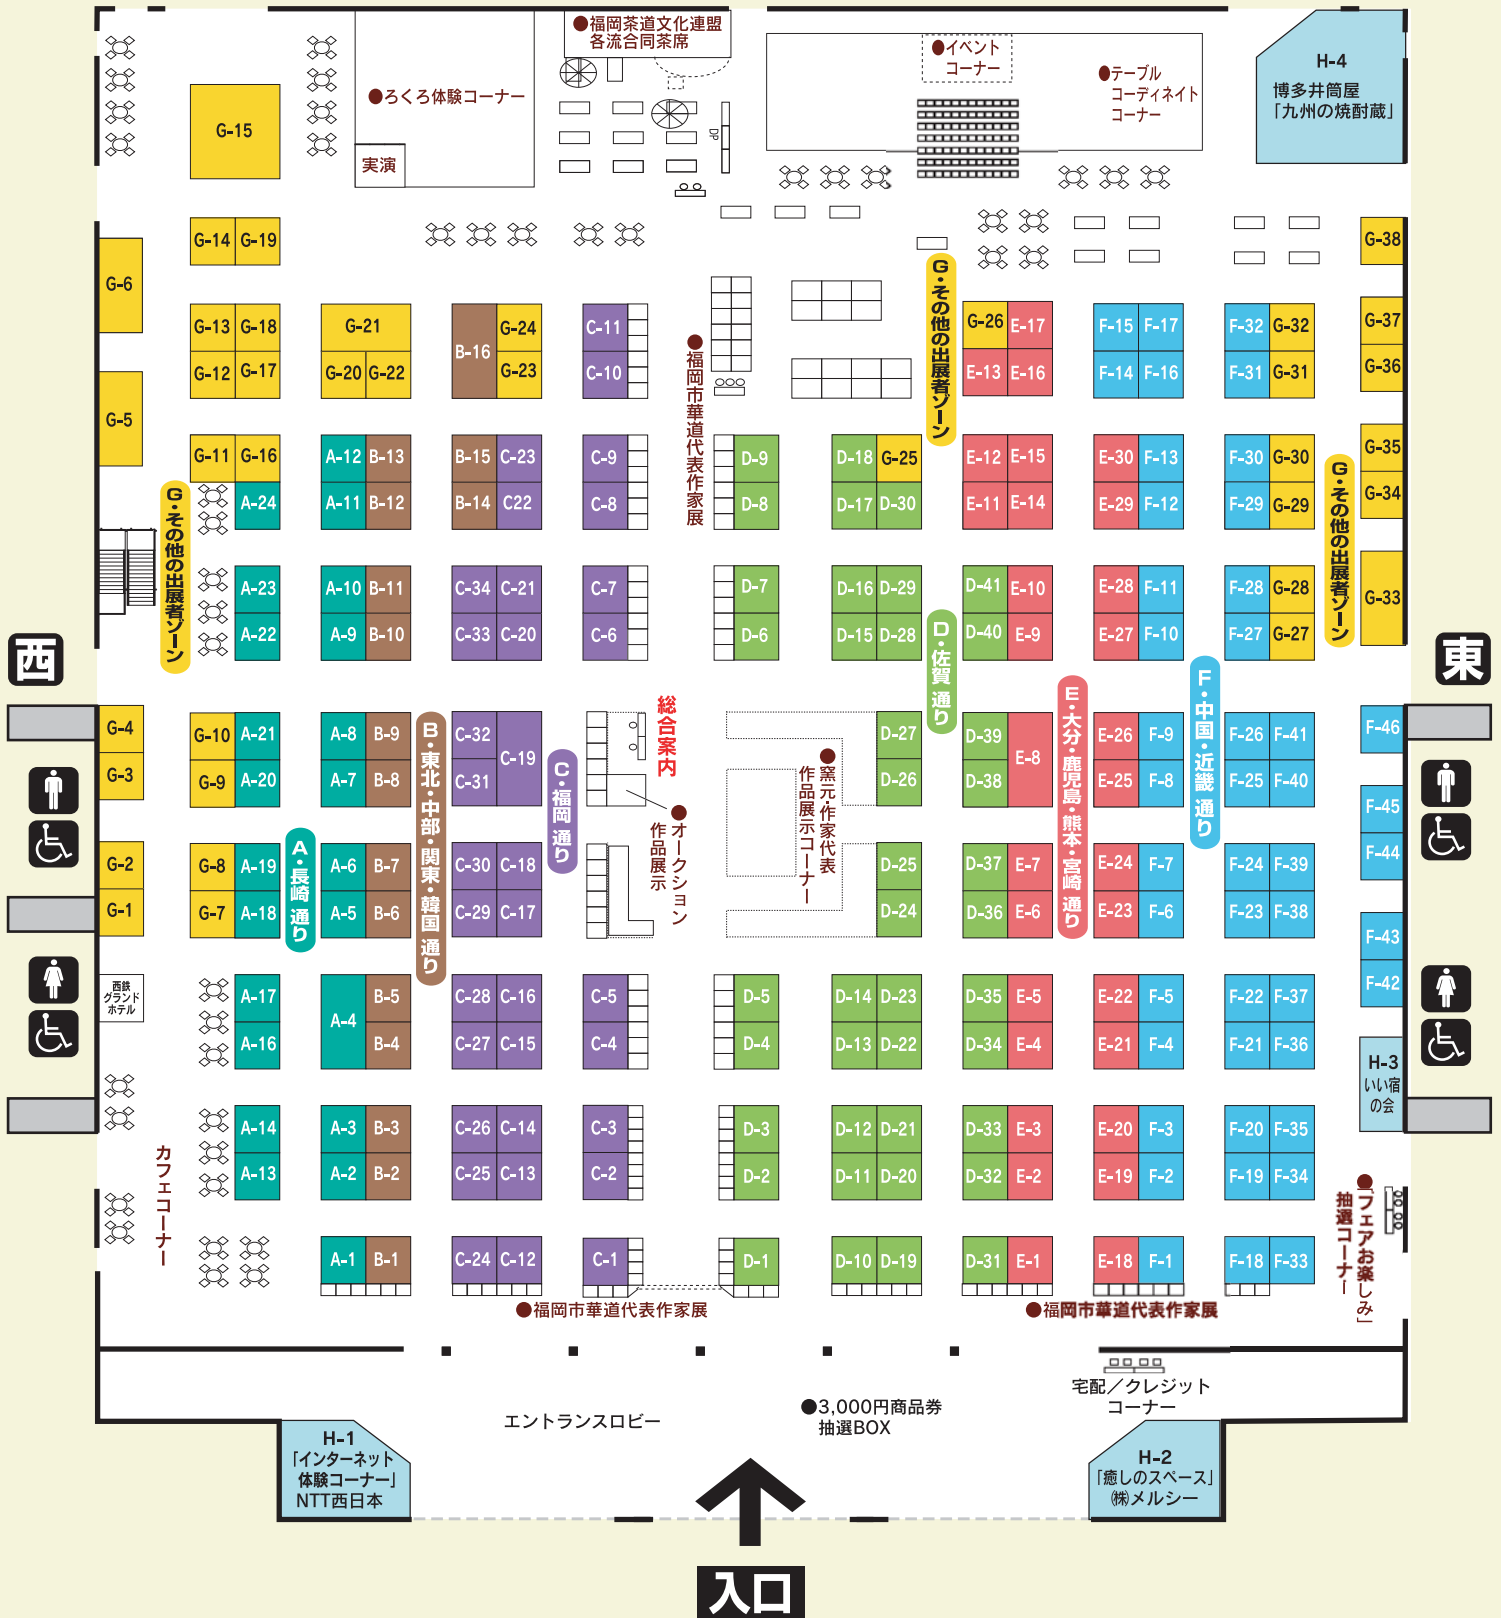 ●福岡茶道文化連盟
各流合同茶席
●イベント
コーナー
●テーブル
コーディネイト
コーナー
H-4
博多井筒屋
「九州の焼酎蔵」
●ろくろ体験コーナー
実演
DP
G-15
G-14 G-19
G-38
G-6
G-13 G-18
G-21
B-16
G-24
C-11
G-26 E-17
F-15 F-17
F-32 G-32
G-37
G-12 G-17
G-20 G-22
G-23
C-10
E-13 E-16
F-14 F-16
F-31 G-31
G-36
●福岡市華道代表作家展
G・その他の出展者ゾーン
G-5
G-11 G-16
A-12 B-13
B-15 C-23
C-9
D-9
D-18 G-25
E-12 E-15
E-30 F-13
F-30 G-30
G-35
A-24
A-11 B-12
B-14 C22
C-8
D-8
D-17 D-30
E-11 E-14
E-29 F-12
F-29 G-29
G-34
G・その他の出展者ゾーン
G・その他の出展者ゾーン
A-23
A-10 B-11
C-34 C-21
C-7
D-7
D-16 D-29
D-41 E-10
E-28 F-11
F-28 G-28
G-33
A-22
A-9 B-10
C-33 C-20
C-6
D-6
D-15 D-28
D-40 E-9
E-27 F-10
F-27 G-27
西
東
D・佐賀 通り
F・中国・近畿 通り
E・大分・鹿児島・熊本・宮崎 通り
B・東北・中部・関東・韓国 通り
C・福岡 通り
A・長崎 通り
総合案内
●オークション
作品展示
●窯元・作家代表
作品展示コーナー
G-4
G-10 A-21
A-8 B-9
C-32
C-19
D-27
D-39
E-8
E-26 F-9
F-26 F-41
F-46
G-3
G-9 A-20
A-7 B-8
C-31
D-26
D-38
E-25 F-8
F-25 F-40
F-45
G-2
G-8 A-19
A-6 B-7
C-30 C-18
D-25
D-37 E-7
E-24 F-7
F-24 F-39
F-44
G-1
G-7 A-18
A-5 B-6
C-29 C-17
D-24
D-36 E-6
E-23 F-6
F-23 F-38
F-43
西鉄
グランド
ホテル
A-17
A-4
B-5
C-28 C-16
C-5
D-5
D-14 D-23
D-35 E-5
E-22 F-5
F-22 F-37
F-42
A-16
B-4
C-27 C-15
C-4
D-4
D-13 D-22
D-34 E-4
E-21 F-4
F-21 F-36
H-3
いい宿
の会
A-14
A-3 B-3
C-26 C-14
C-3
D-3
D-12 D-21
D-33 E-3
E-20 F-3
F-20 F-35
A-13
A-2 B-2
C-25 C-13
C-2
D-2
D-11 D-20
D-32 E-2
E-19 F-2
F-19 F-34
カフェコーナー
●「フェアお楽しみ」
抽選コーナー
A-1 B-1
C-24 C-12
C-1
D-1
D-10 D-19
D-31 E-1
E-18 F-1
F-18 F-33
●福岡市華道代表作家展
●福岡市華道代表作家展
宅配／クレジット
コーナー
エントランスロビー
●3,000円商品券
抽選BOX
H-1
「インターネット
体験コーナー」
NTT西日本
H-2
「癒しのスペース」
㈱メルシー
入口